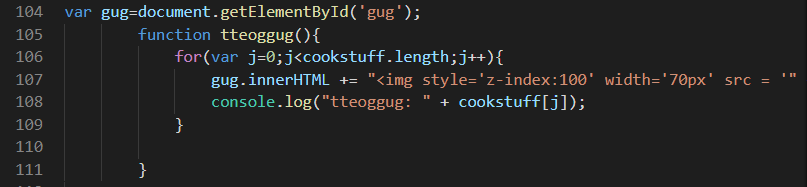 104 var gug=document.getElementById('gug');
105 function tteoggug(){
106 for(var j=0;j<cookstuff.length;j++){
107 gug.innerHTML += "<img style='z-index:100' width='70px' src = '"
108 console.log("tteoggug: " + cookstuff[j]);
109 }
110
111 }